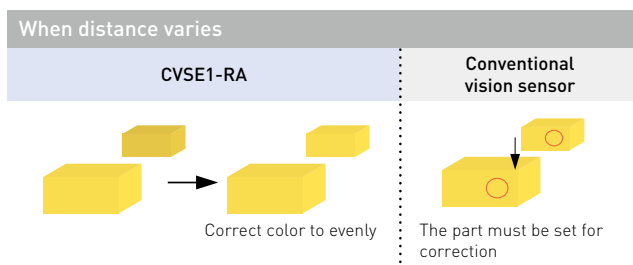 When distance varies
CVSE1-RA
Conventional
vision sensor
Correct color to evenly
The part must be set for
correction